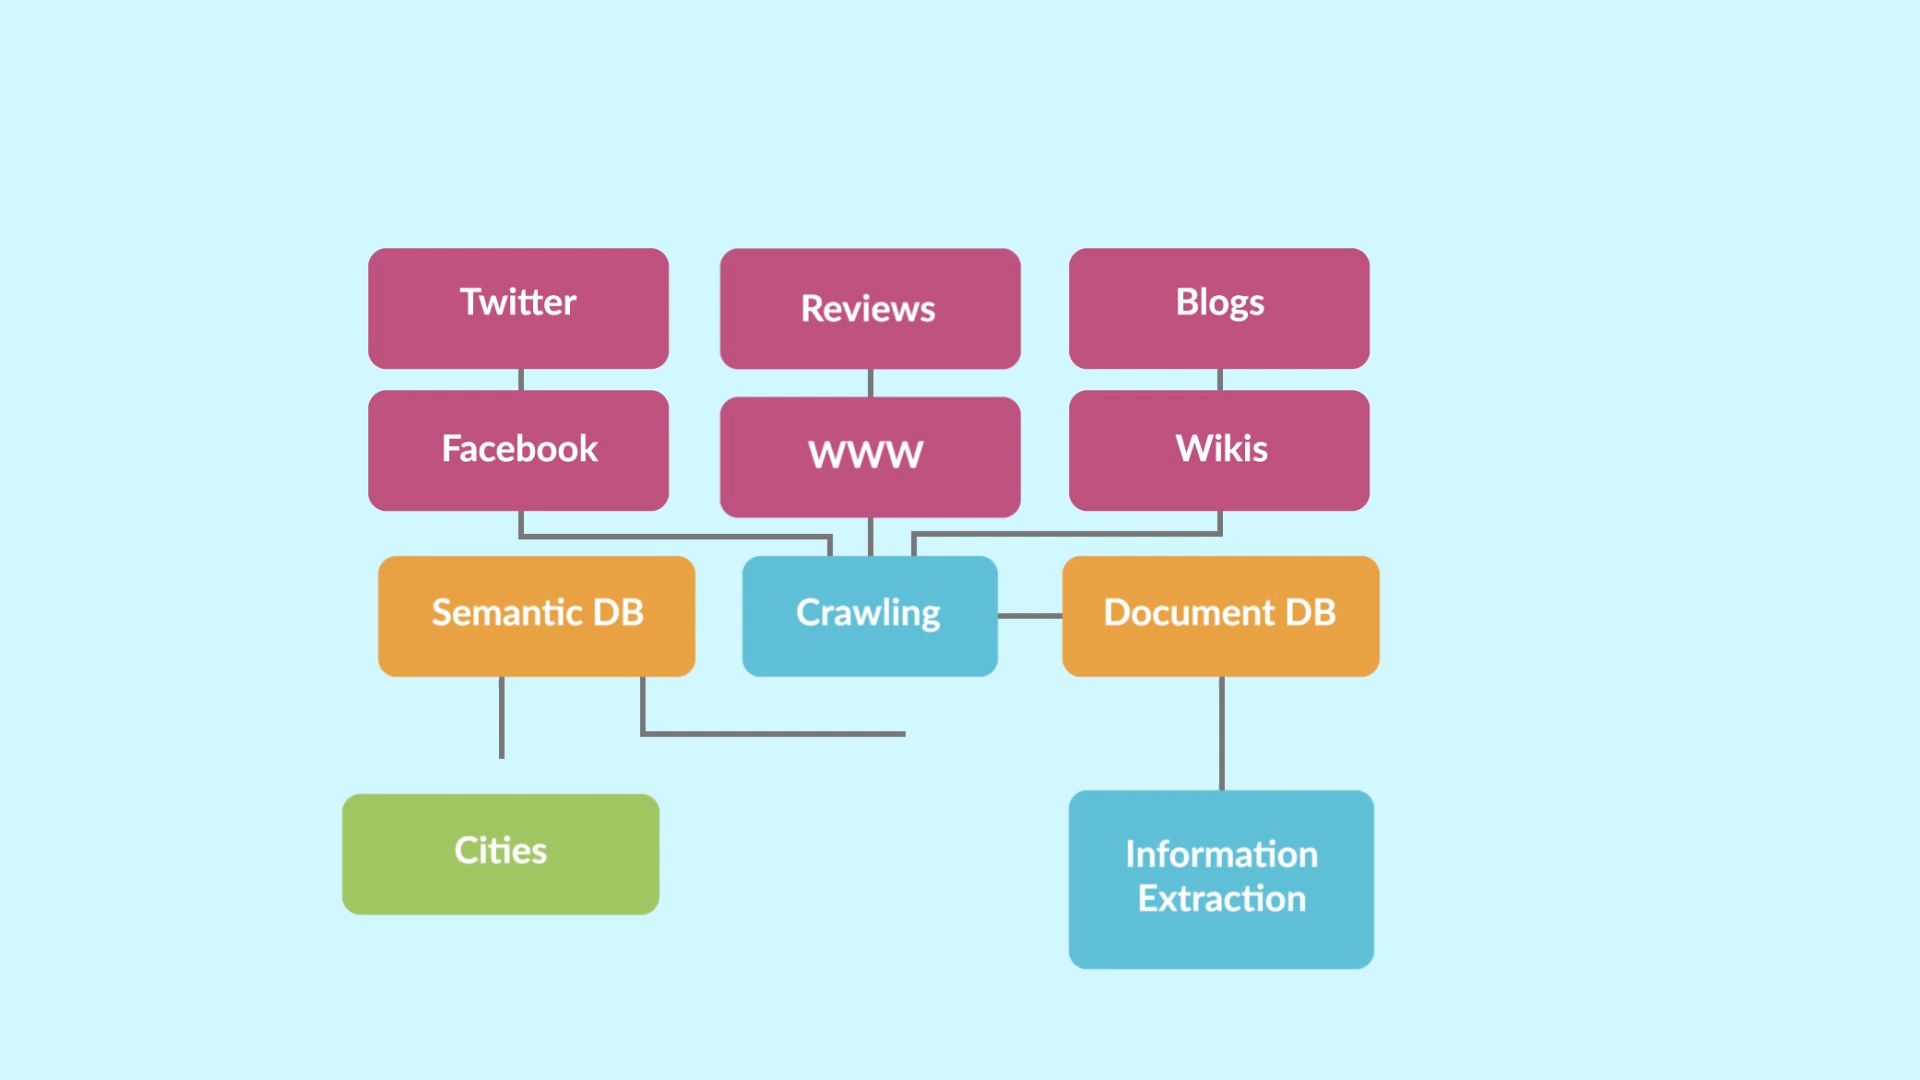 Twitter
Reviews
Blogs
Facebook
WWW
Wikis
Semantic DB
Crawling
Document DB
Cities
Information
Extraction